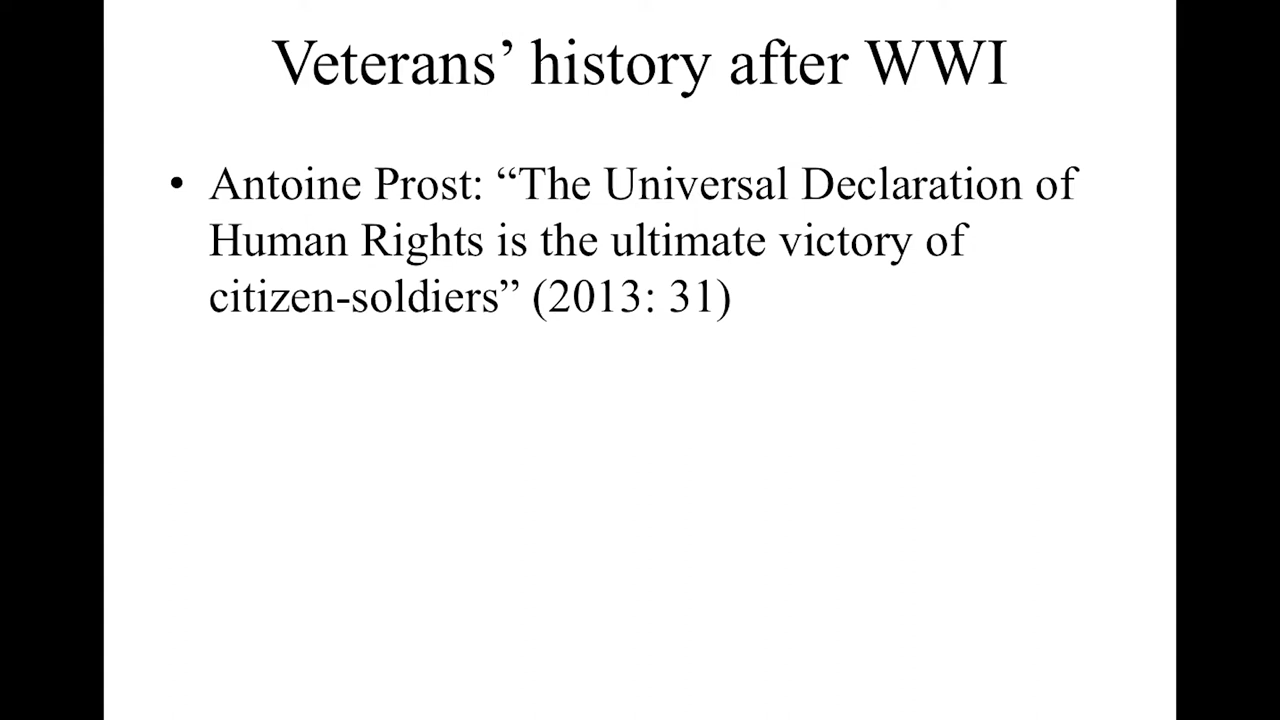 Veterans’ history after WWI
• Antoine Prost: “The Universal Declaration of
Human Rights is the ultimate victory of
citizen-soldiers” (2013: 31)